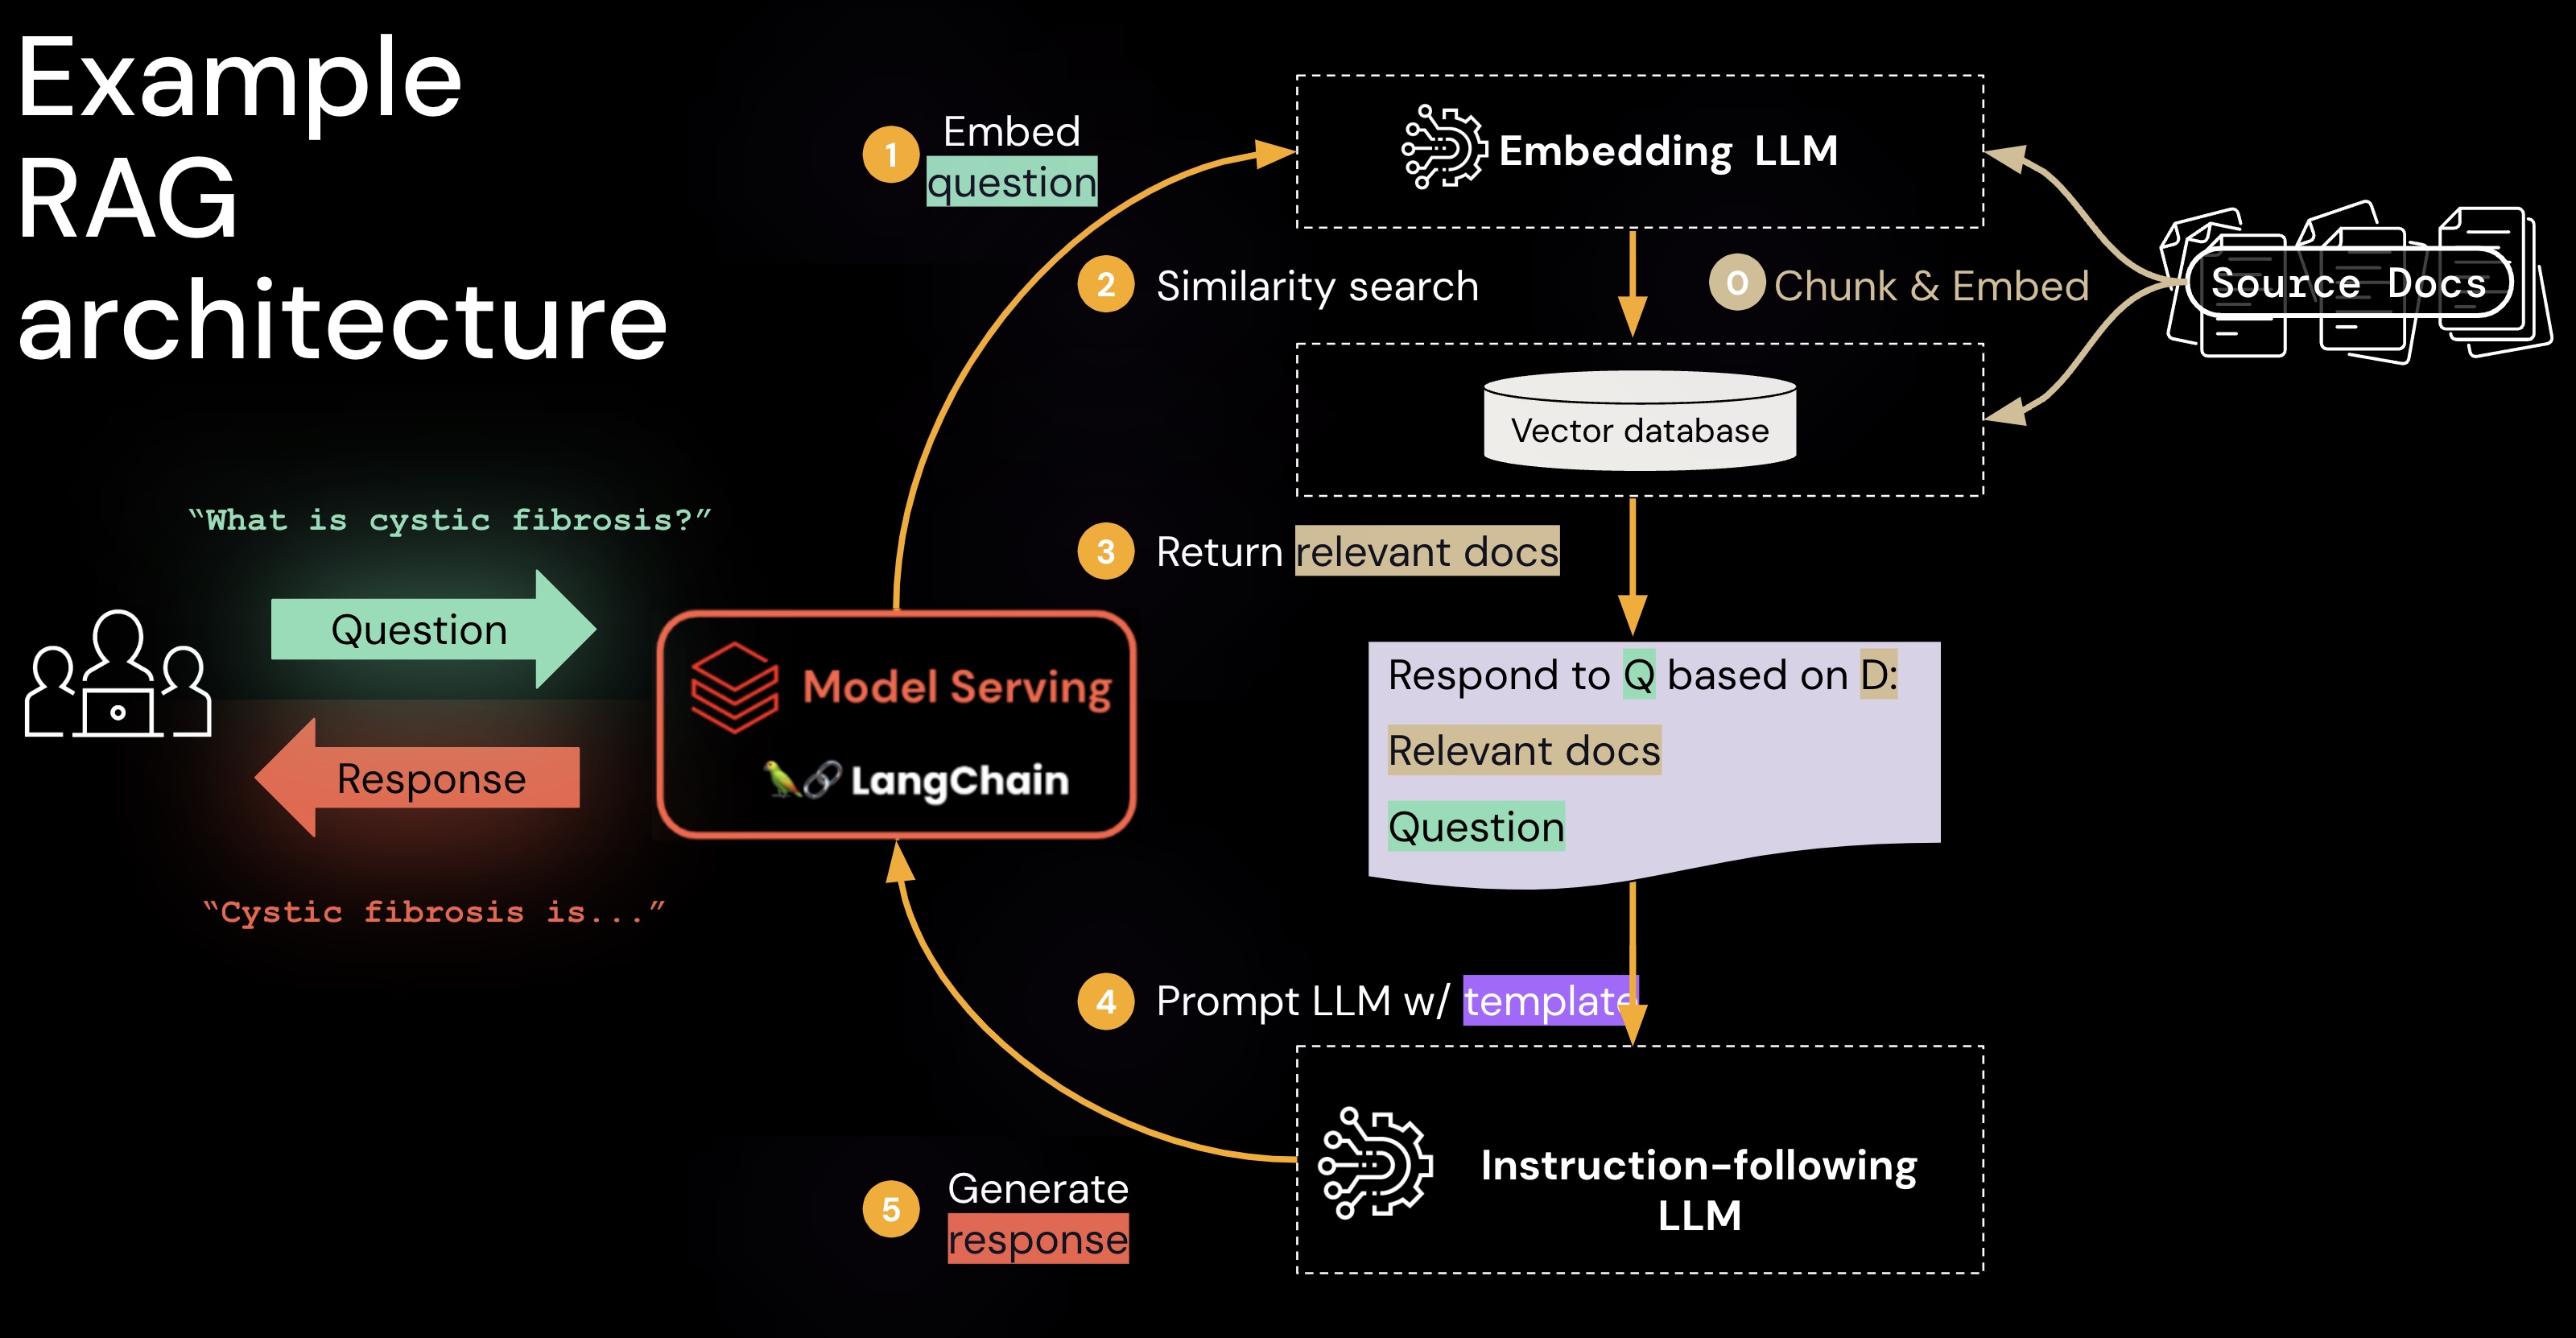 Example
RAG
architecture
1
Embed
question
Embedding LLM
2
Similarity search
0
Chunk & Embed
Source Docs
Vector database
“What is cystic fibrosis?”
Question
3
Return relevant docs
Model Serving
LangChain
Respond to Q based on D:
Relevant docs
Question
Response
“Cystic fibrosis is...”
4
Prompt LLM w/ template
5
Generate
response
Instruction-following
LLM